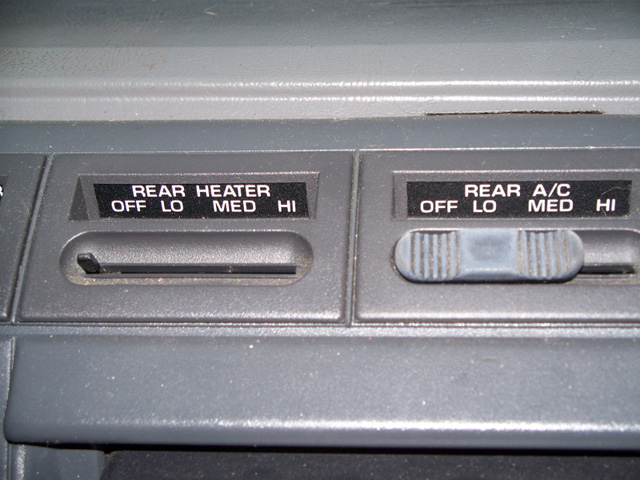 REAR HEATER
OFF LO MED HI
REAR A/C
OFF LO MED HI